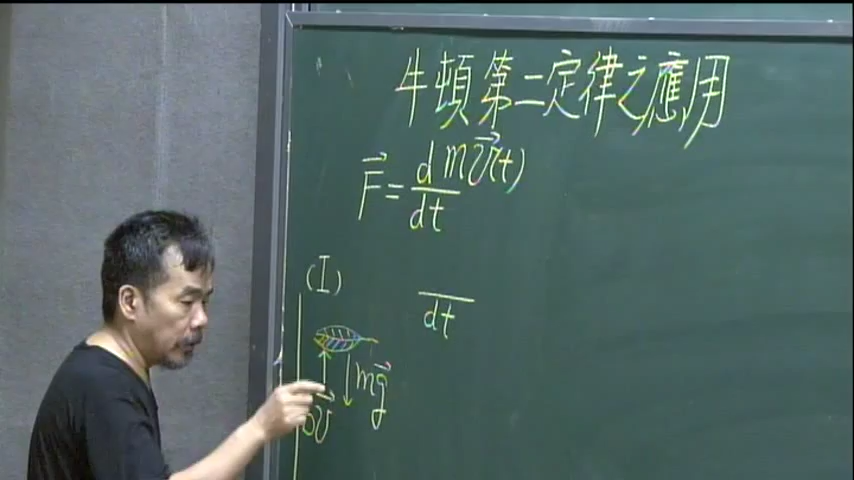 牛頓第二定律之應用
F⃗ = d/dt m v⃗(t)
(I)
/dt
mg⃗
v⃗